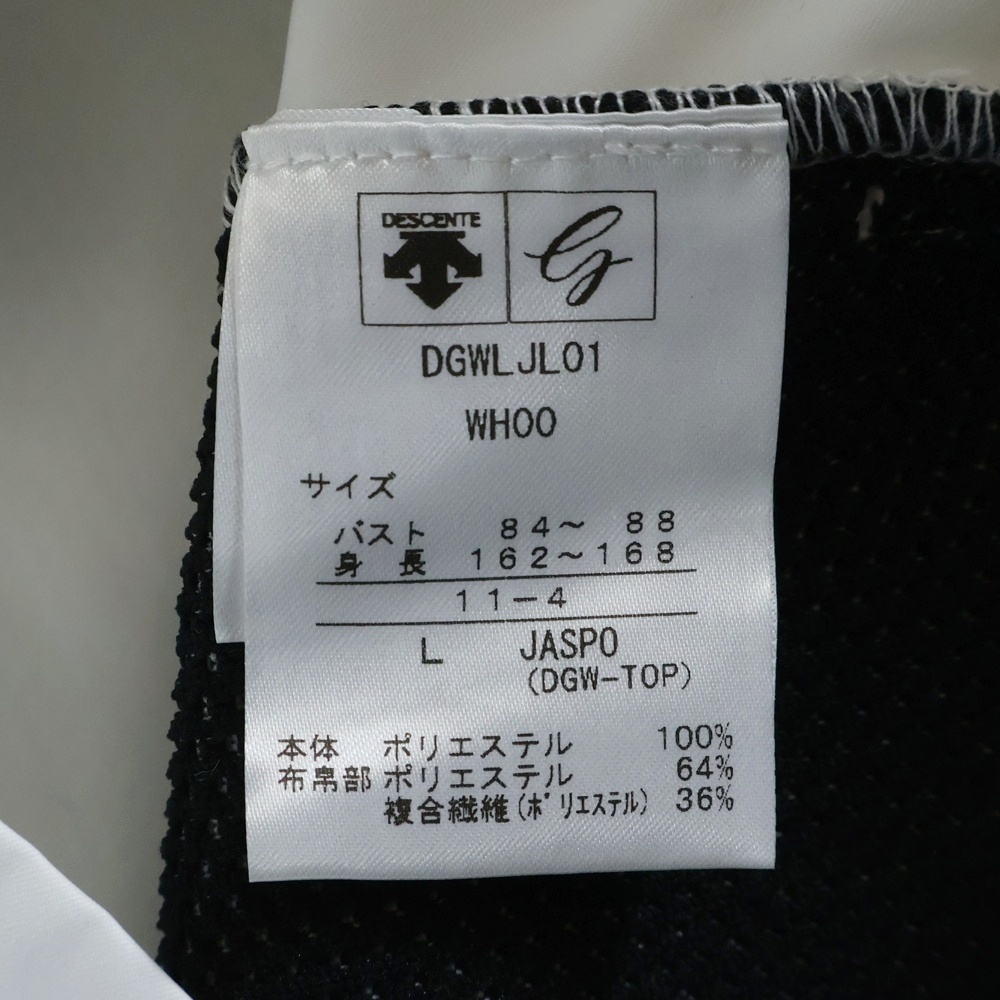 DESCENTE G
DGWLJL01
WH00
サイズ
バスト 84～ 88
身 長 162～168
11-4
L JASPO
(DGW-TOP)
本体 ポリエステル 100%
布帛部 ポリエステル 64%
複合繊維(ポリエステル) 36%